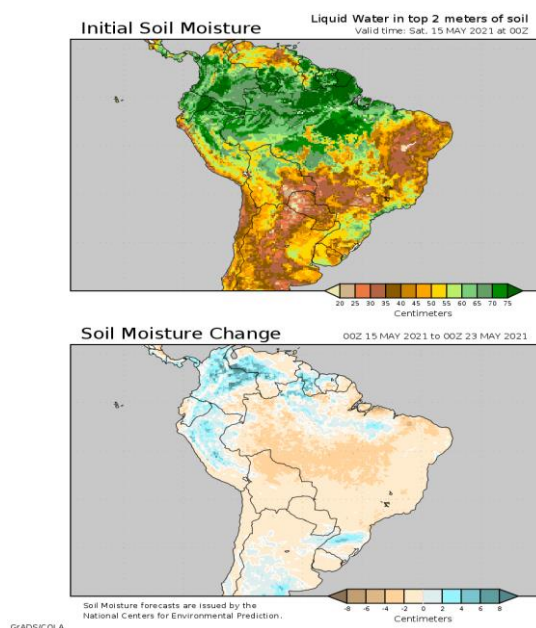 Initial Soil Moisture
Liquid Water in top 2 meters of soil
Valid time: Sat. 15 MAY 2021 at 00Z
20 25 30 35 40 45 50 55 60 65 70 75
Centimeters
Soil Moisture Change
00Z 15 MAY 2021 to 00Z 23 MAY 2021
Soil Moisture forecasts are issued by the
National Centers for Environmental Prediction.
-8 -6 -4 -2 0 2 4 6 8
Centimeters
GrADS/COLA